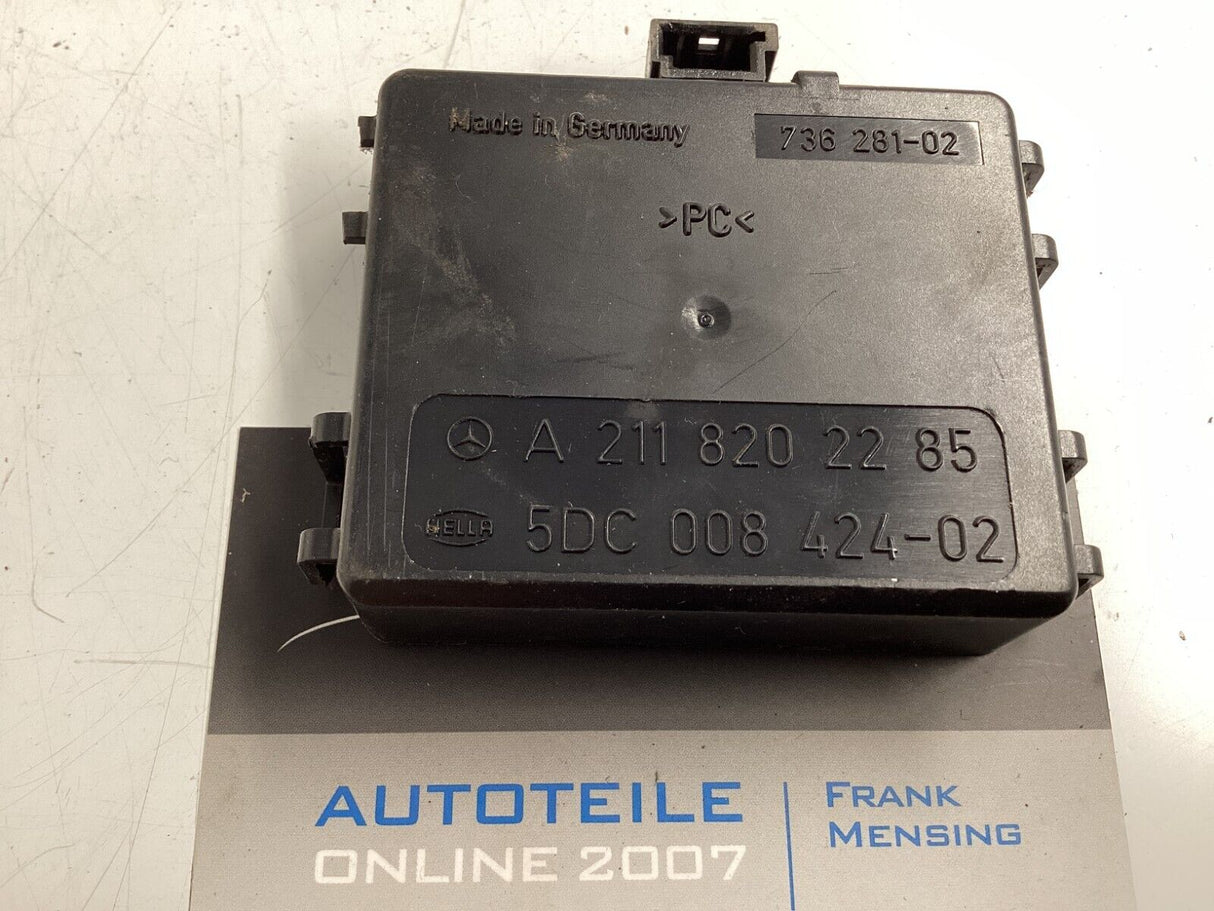 Made in Germany
736 281-02
>PC<
A 211 820 22 85
HELLA 5DC 008 424-02
AUTOTEILE
ONLINE 2007
FRANK
MENSING